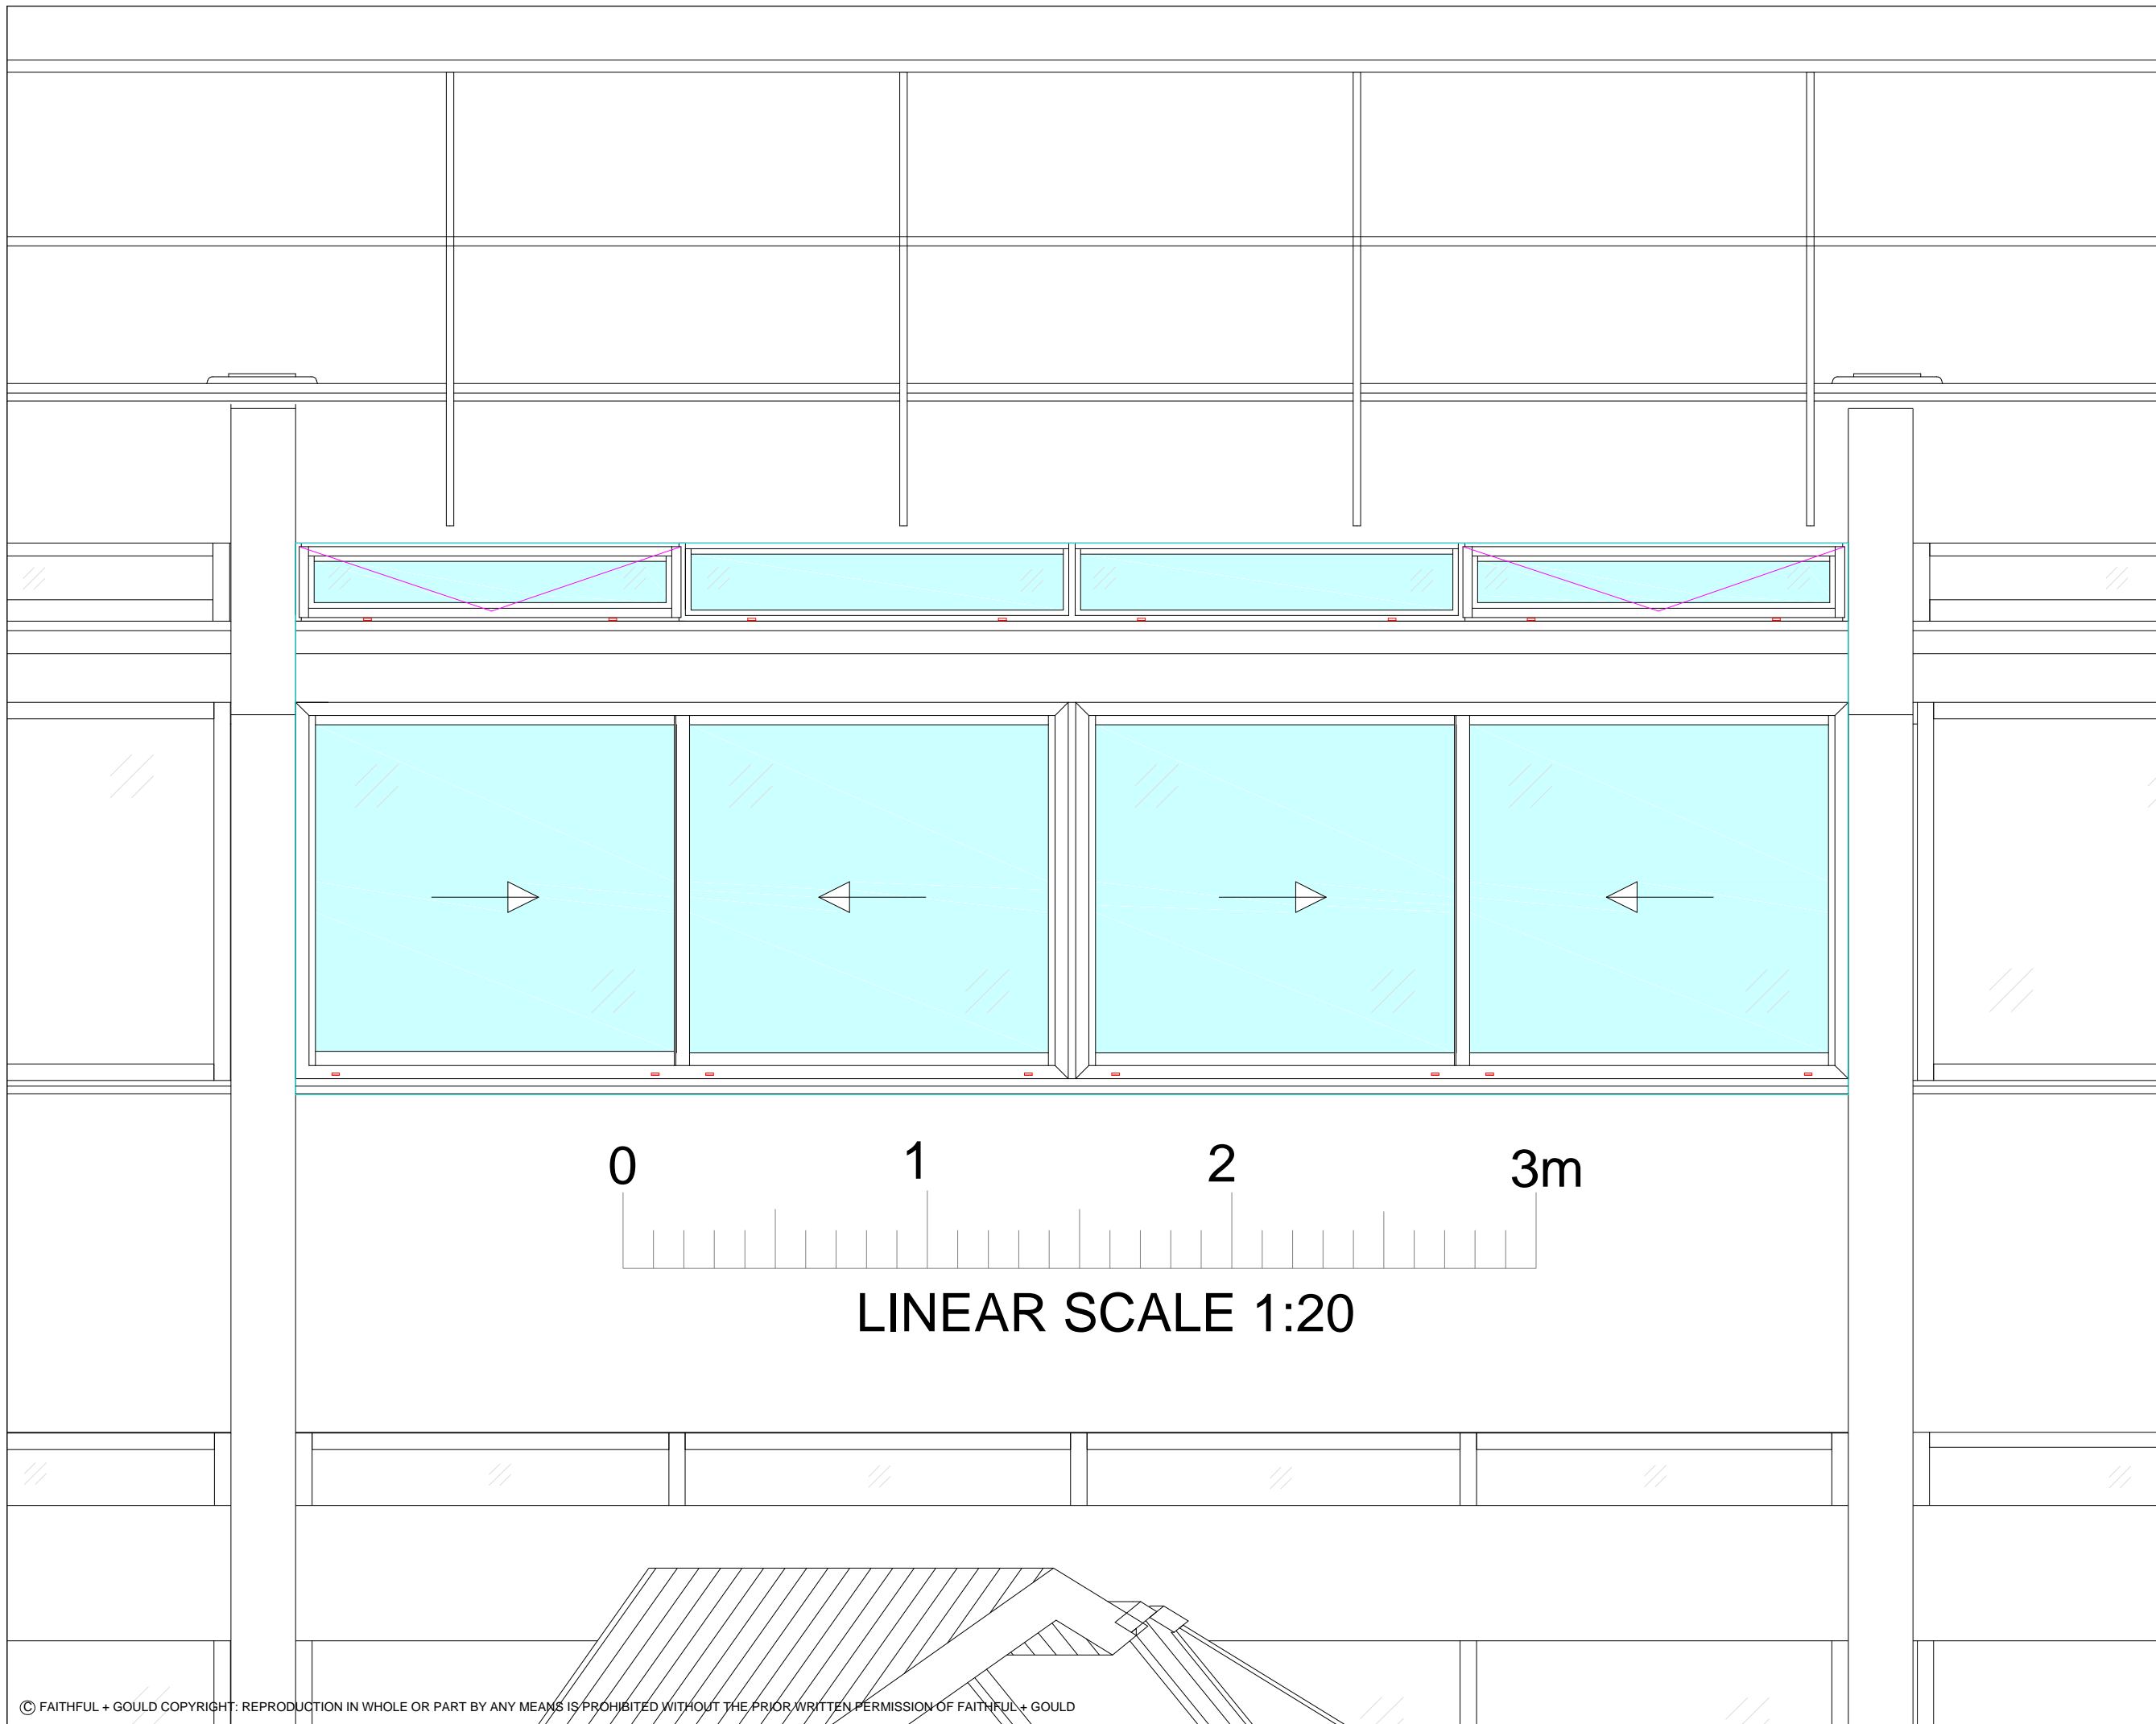 0 1 2 3m
LINEAR SCALE 1:20
© FAITHFUL + GOULD COPYRIGHT: REPRODUCTION IN WHOLE OR PART BY ANY MEANS IS PROHIBITED WITHOUT THE PRIOR WRITTEN PERMISSION OF FAITHFUL + GOULD